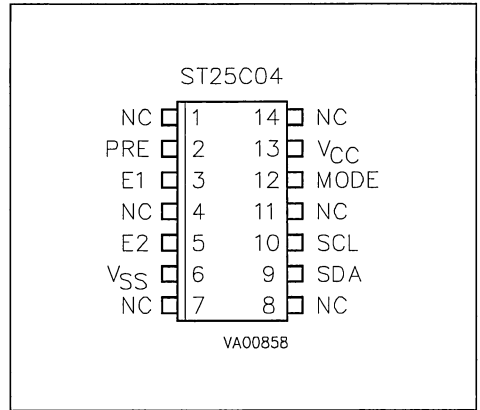 ST25C04
NC 1 14 NC
PRE 2 13 VCC
E1 3 12 MODE
NC 4 11 NC
E2 5 10 SCL
VSS 6 9 SDA
NC 7 8 NC
VA00858